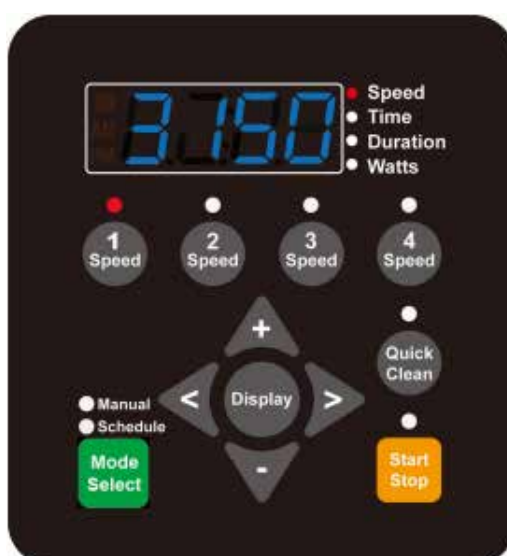 3150
Speed
Time
Duration
Watts
1
Speed
2
Speed
3
Speed
4
Speed
+
Quick
Clean
<
Display
>
Manual
Schedule
Mode
Select
-
Start
Stop